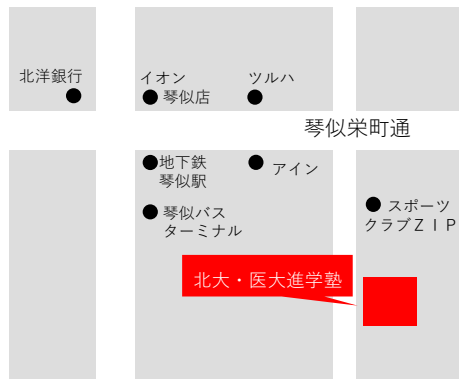 北洋銀行
イオン
琴似店
ツルハ
琴似栄町通
地下鉄
琴似駅
アイン
琴似バス
ターミナル
スポーツ
クラブＺＩＰ
北大・医大進学塾